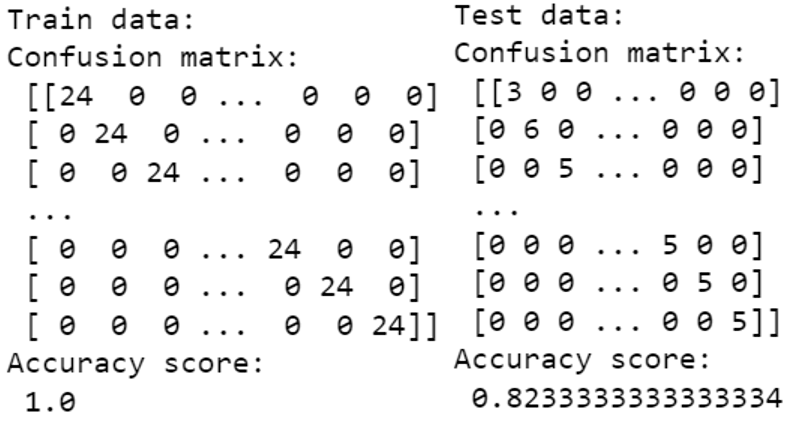 Train data:
Confusion matrix:
[[24 0 0 ... 0 0 0]
[ 0 24 0 ... 0 0 0]
[ 0 0 24 ... 0 0 0]
...
[ 0 0 0 ... 24 0 0]
[ 0 0 0 ... 0 24 0]
[ 0 0 0 ... 0 0 24]]
Accuracy score:
1.0
Test data:
Confusion matrix:
[[3 0 0 ... 0 0 0]
[0 6 0 ... 0 0 0]
[0 0 5 ... 0 0 0]
...
[0 0 0 ... 5 0 0]
[0 0 0 ... 0 5 0]
[0 0 0 ... 0 0 5]]
Accuracy score:
0.8233333333333334